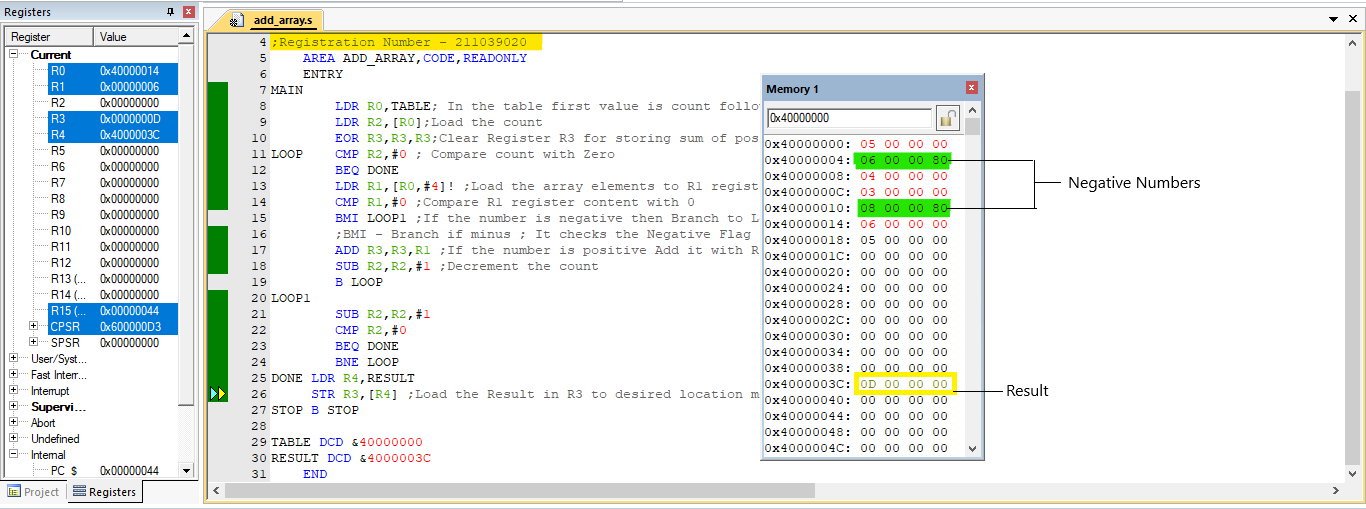 Registers
Register Value
Current
R0 0x40000014
R1 0x00000006
R2 0x00000000
R3 0x0000000D
R4 0x4000003C
R5 0x00000000
R6 0x00000000
R7 0x00000000
R8 0x00000000
R9 0x00000000
R10 0x00000000
R11 0x00000000
R12 0x00000000
R13 (... 0x00000000
R14 (... 0x00000000
R15 (... 0x00000044
CPSR 0x600000D3
SPSR 0x00000000
User/Syst...
Fast Interr...
Interrupt
Supervi...
Abort
Undefined
Internal
PC $ 0x00000044
Project Registers
add_array.s
4 ;Registration Number - 211039020
5 AREA ADD_ARRAY,CODE,READONLY
6 ENTRY
7 MAIN
8 LDR R0,TABLE; In the table first value is count follo
9 LDR R2,[R0];Load the count
10 EOR R3,R3,R3;Clear Register R3 for storing sum of pos
11 LOOP CMP R2,#0 ; Compare count with Zero
12 BEQ DONE
13 LDR R1,[R0,#4]! ;Load the array elements to R1 regist
14 CMP R1,#0 ;Compare R1 register content with 0
15 BMI LOOP1 ;If the number is negative then Branch to L
16 ;BMI - Branch if minus ; It checks the Negative Flag
17 ADD R3,R3,R1 ;If the number is positive Add it with R
18 SUB R2,R2,#1 ;Decrement the count
19 B LOOP
20 LOOP1
21 SUB R2,R2,#1
22 CMP R2,#0
23 BEQ DONE
24 BNE LOOP
25 DONE LDR R4,RESULT
26 STR R3,[R4] ;Load the Result in R3 to desired location m
27 STOP B STOP
28
29 TABLE DCD &40000000
30 RESULT DCD &4000003C
31 END
Memory 1
0x40000000
0x40000000: 05 00 00 00
0x40000004: 06 00 00 80
0x40000008: 04 00 00 00
0x4000000C: 03 00 00 00
0x40000010: 08 00 00 80
0x40000014: 06 00 00 00
0x40000018: 05 00 00 00
0x4000001C: 00 00 00 00
0x40000020: 00 00 00 00
0x40000024: 00 00 00 00
0x40000028: 00 00 00 00
0x4000002C: 00 00 00 00
0x40000030: 00 00 00 00
0x40000034: 00 00 00 00
0x40000038: 00 00 00 00
0x4000003C: 0D 00 00 00
0x40000040: 00 00 00 00
0x40000044: 00 00 00 00
0x40000048: 00 00 00 00
0x4000004C: 00 00 00 00
Negative Numbers
Result